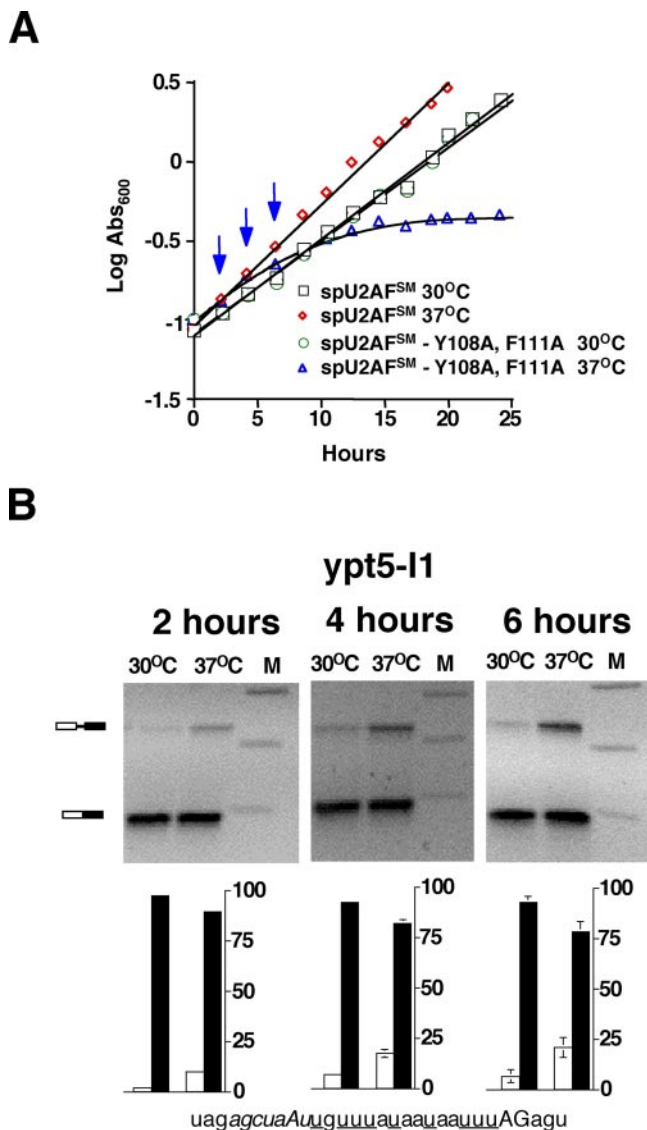 A
0.5
0
-0.5
-1
-1.5
Log Abs600
spU2AFSM 30OC
spU2AFSM 37OC
spU2AFSM - Y108A, F111A 30OC
spU2AFSM - Y108A, F111A 37OC
0 5 10 15 20 25
Hours
B
ypt5-I1
2 hours 4 hours 6 hours
30OC 37OC M 30OC 37OC M 30OC 37OC M
100 100 100
75 75 75
50 50 50
25 25 25
0 0 0
uagagcuaAuuguuuauaauaauuuAGagu